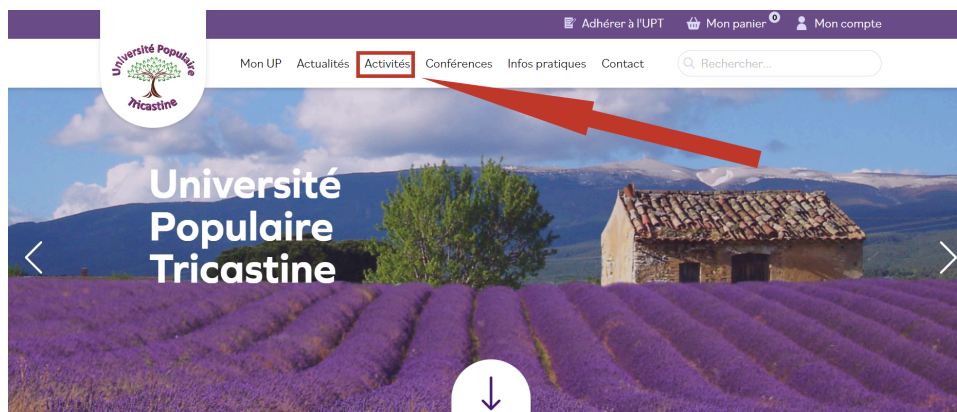 Adhérer à l'UPT Mon panier 0 Mon compte
Université Populaire
Tricastine
Mon UP Actualités Activités Conférences Infos pratiques Contact Rechercher...
Université
Populaire
Tricastine